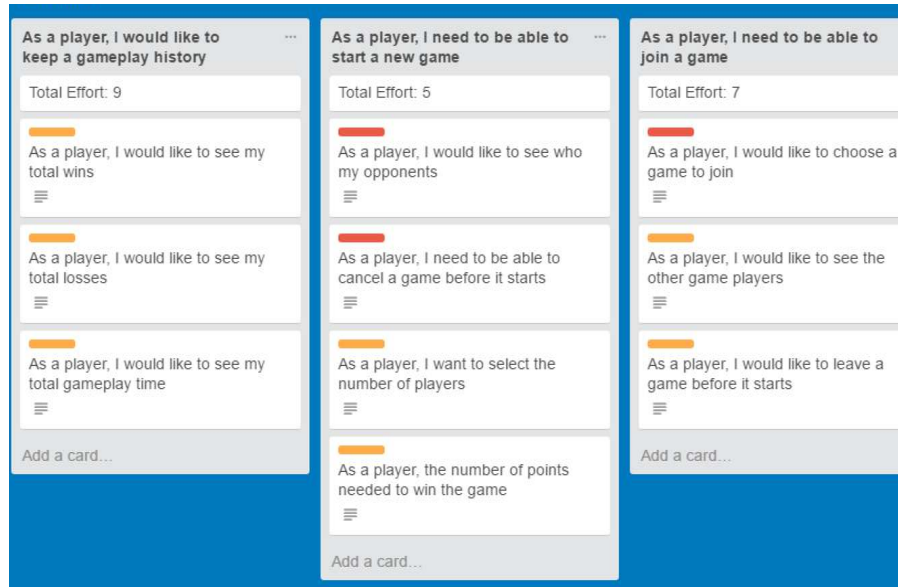 As a player, I would like to
keep a gameplay history
Total Effort: 9
As a player, I would like to see my
total wins
As a player, I would like to see my
total losses
As a player, I would like to see my
total gameplay time
Add a card...
As a player, I need to be able to
start a new game
Total Effort: 5
As a player, I would like to see who
my opponents
As a player, I need to be able to
cancel a game before it starts
As a player, I want to select the
number of players
As a player, the number of points
needed to win the game
Add a card...
As a player, I need to be able to
join a game
Total Effort: 7
As a player, I would like to choose a
game to join
As a player, I would like to see the
other game players
As a player, I would like to leave a
game before it starts
Add a card...